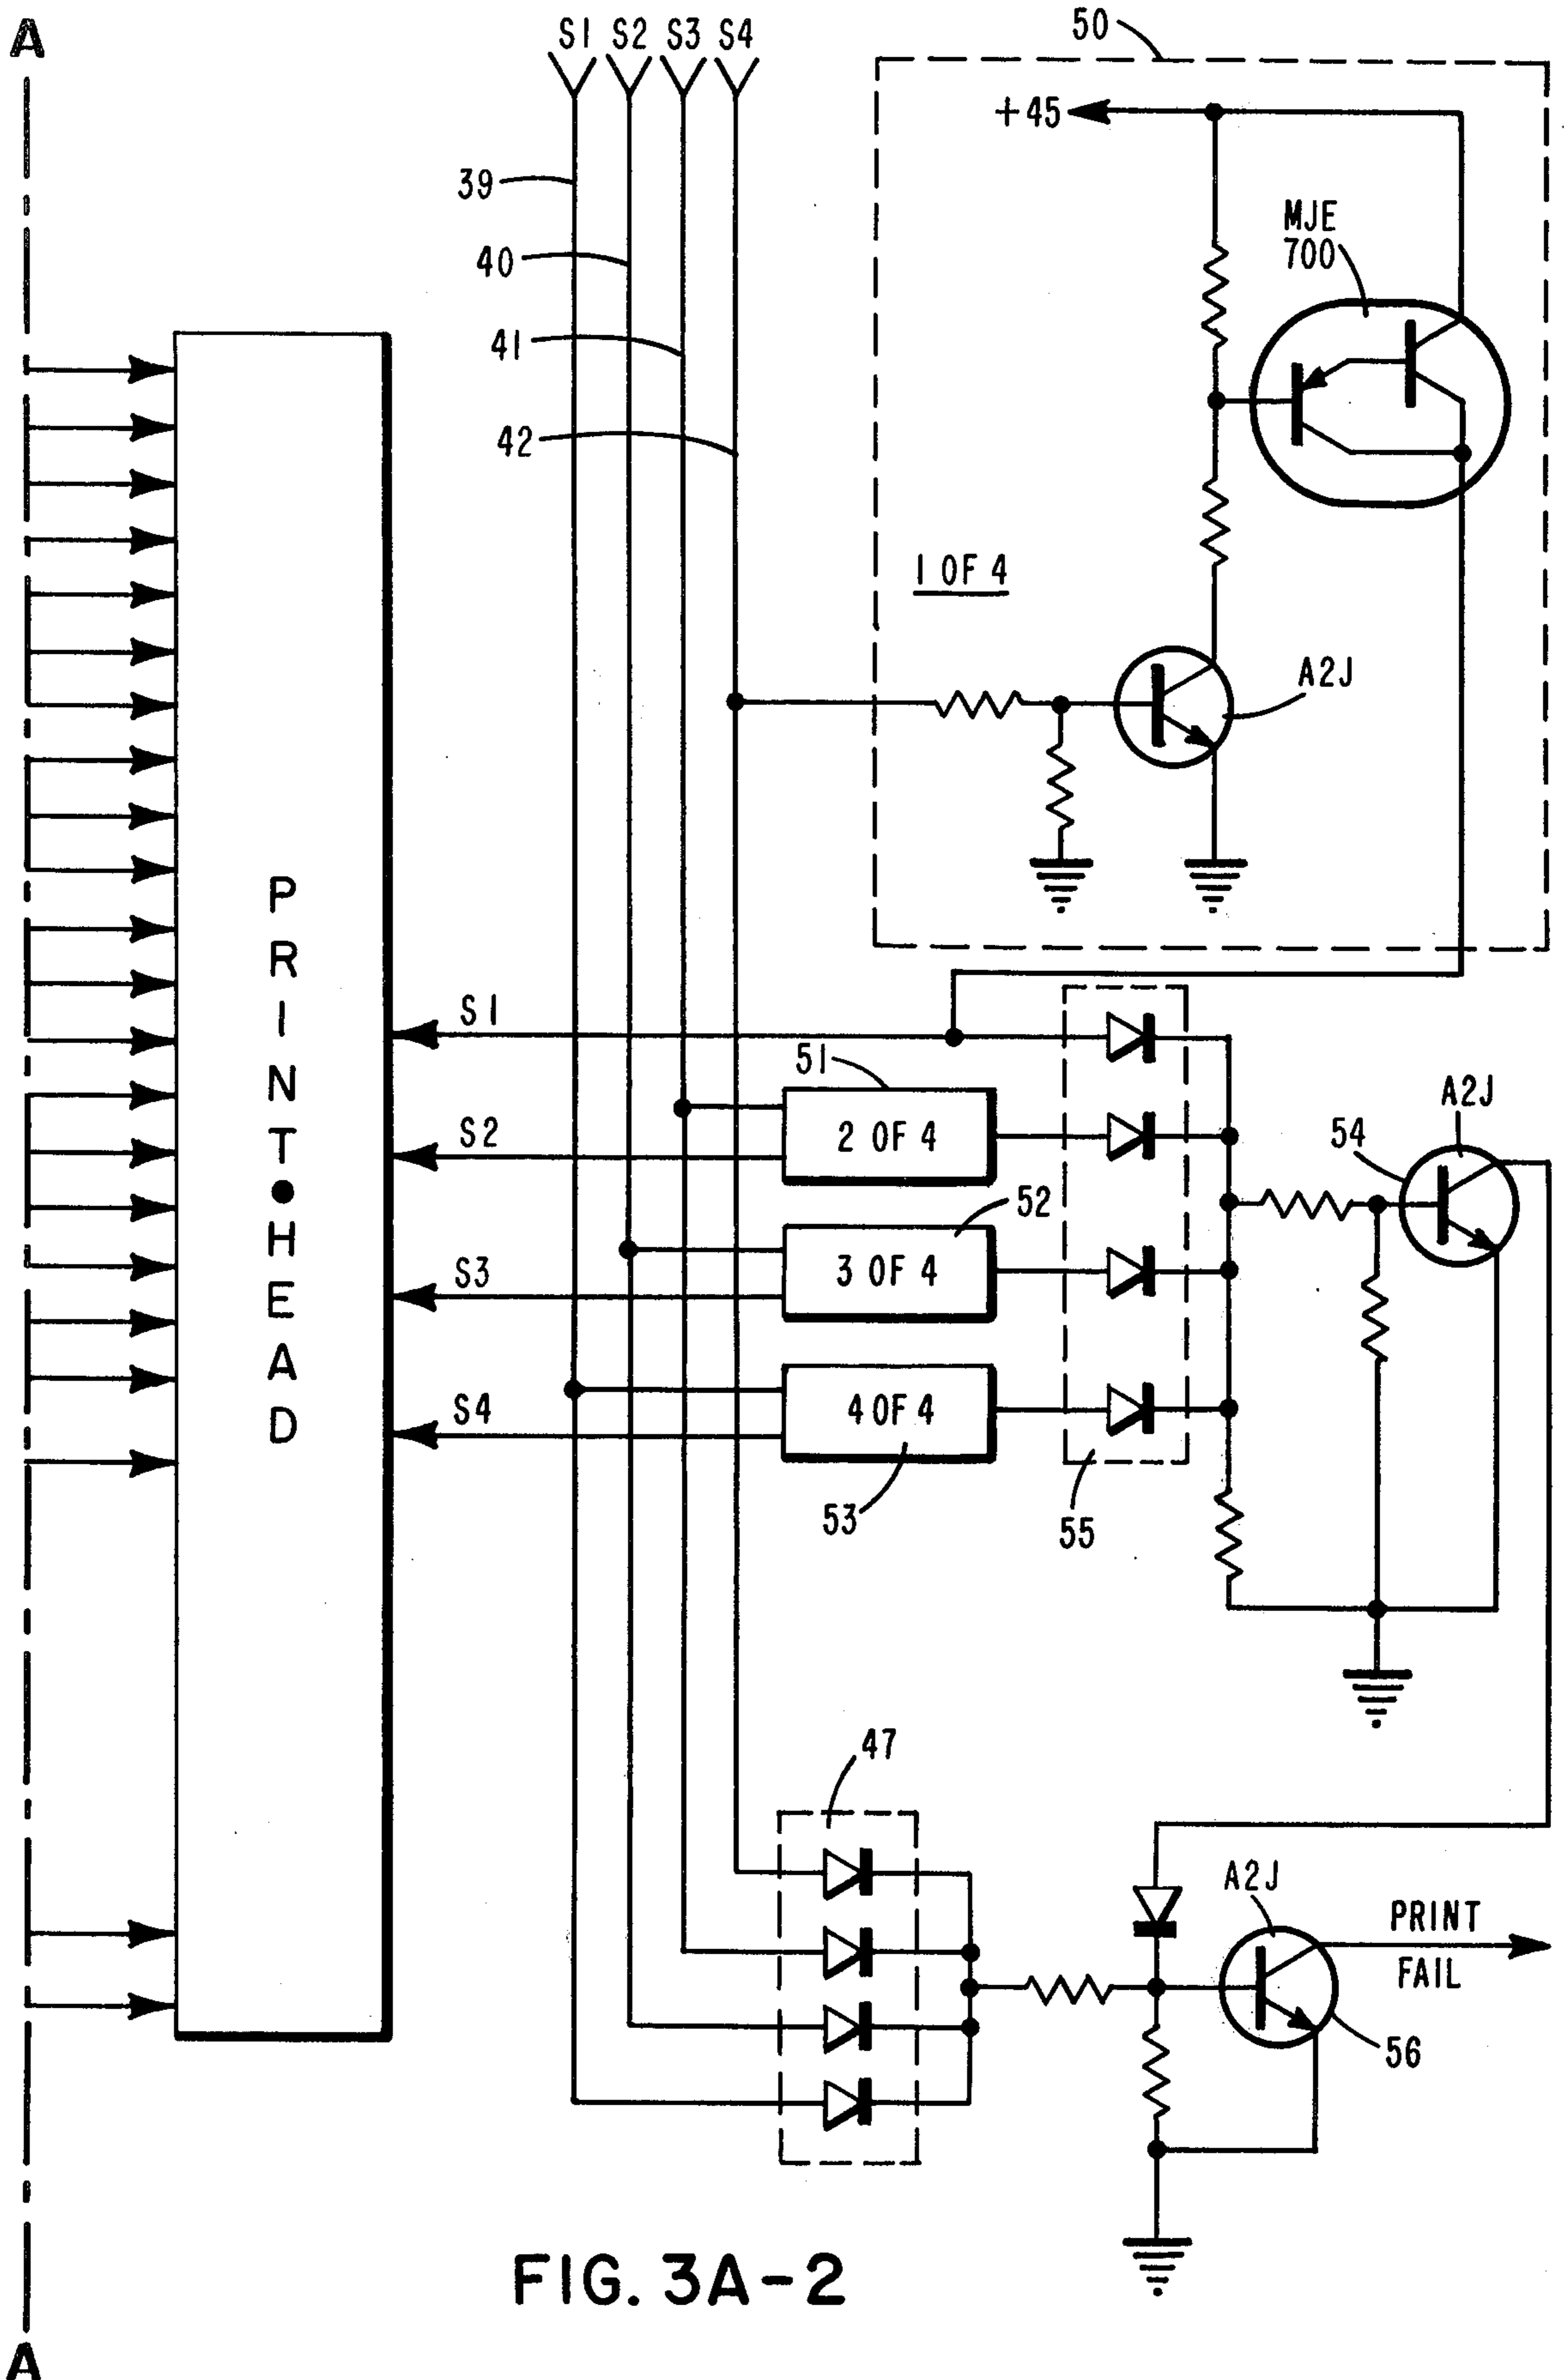 A
S1 S2 S3 S4
50
+45
39
MJE
700
40
41
42
1 OF 4
A2J
PRINT•HEAD
S1
51
2 OF 4
S2
A2J
54
52
3 OF 4
S3
4 OF 4
S4
53
55
47
A2J
PRINT
FAIL
56
FIG. 3A-2
A